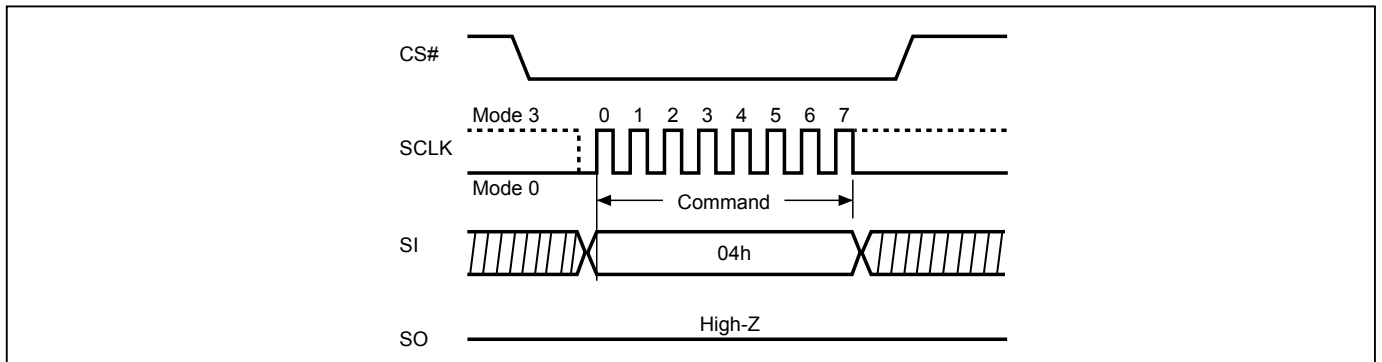 CS#
Mode 3 0 1 2 3 4 5 6 7
SCLK
Mode 0
Command
SI
04h
High-Z
SO